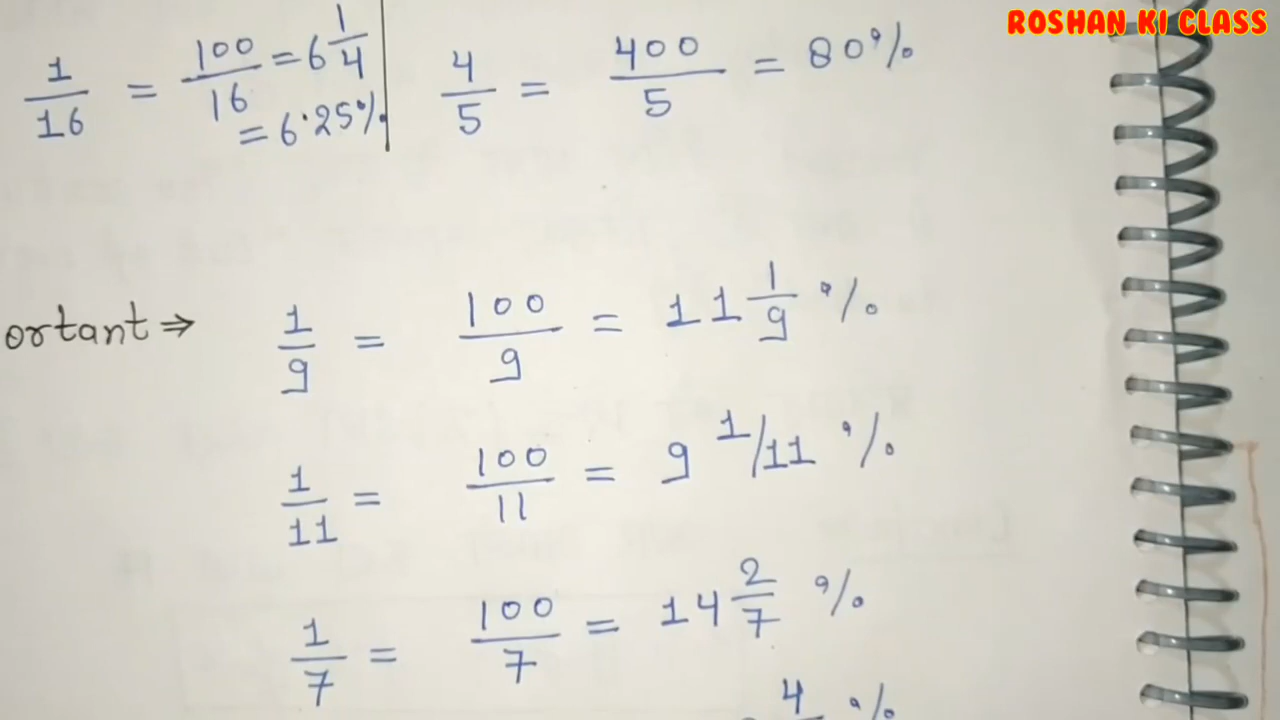 ROSHAN KI CLASS
1/16 = 100/16 = 6 1/4
= 6.25%
4/5 = 400/5 = 80%
ortant ⇒ 1/9 = 100/9 = 11 1/9 %
1/11 = 100/11 = 9 1/11 %
1/7 = 100/7 = 14 2/7 %
4 %